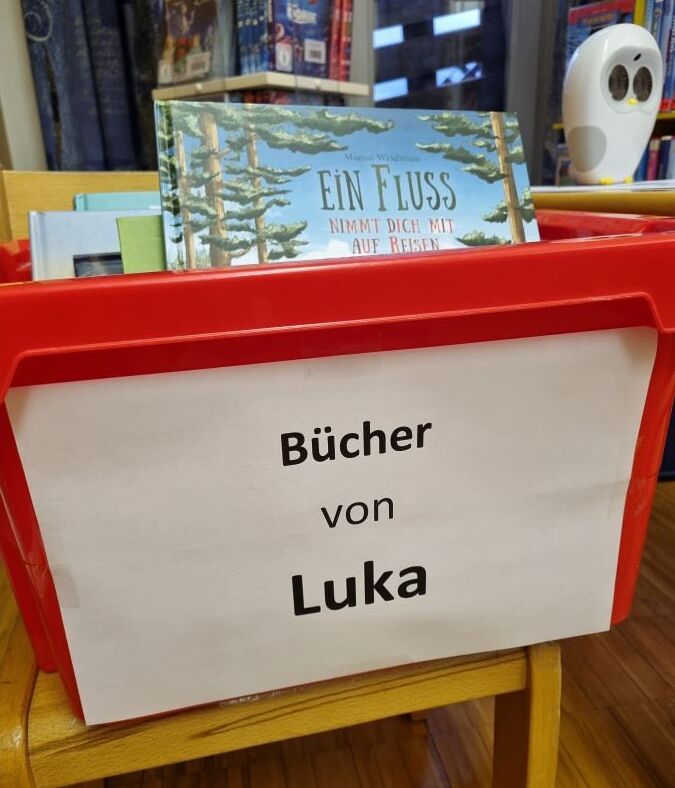 Magnus Weightman
EIN FLUSS
NIMMT DICH MIT
AUF REISEN
Bücher
von
Luka